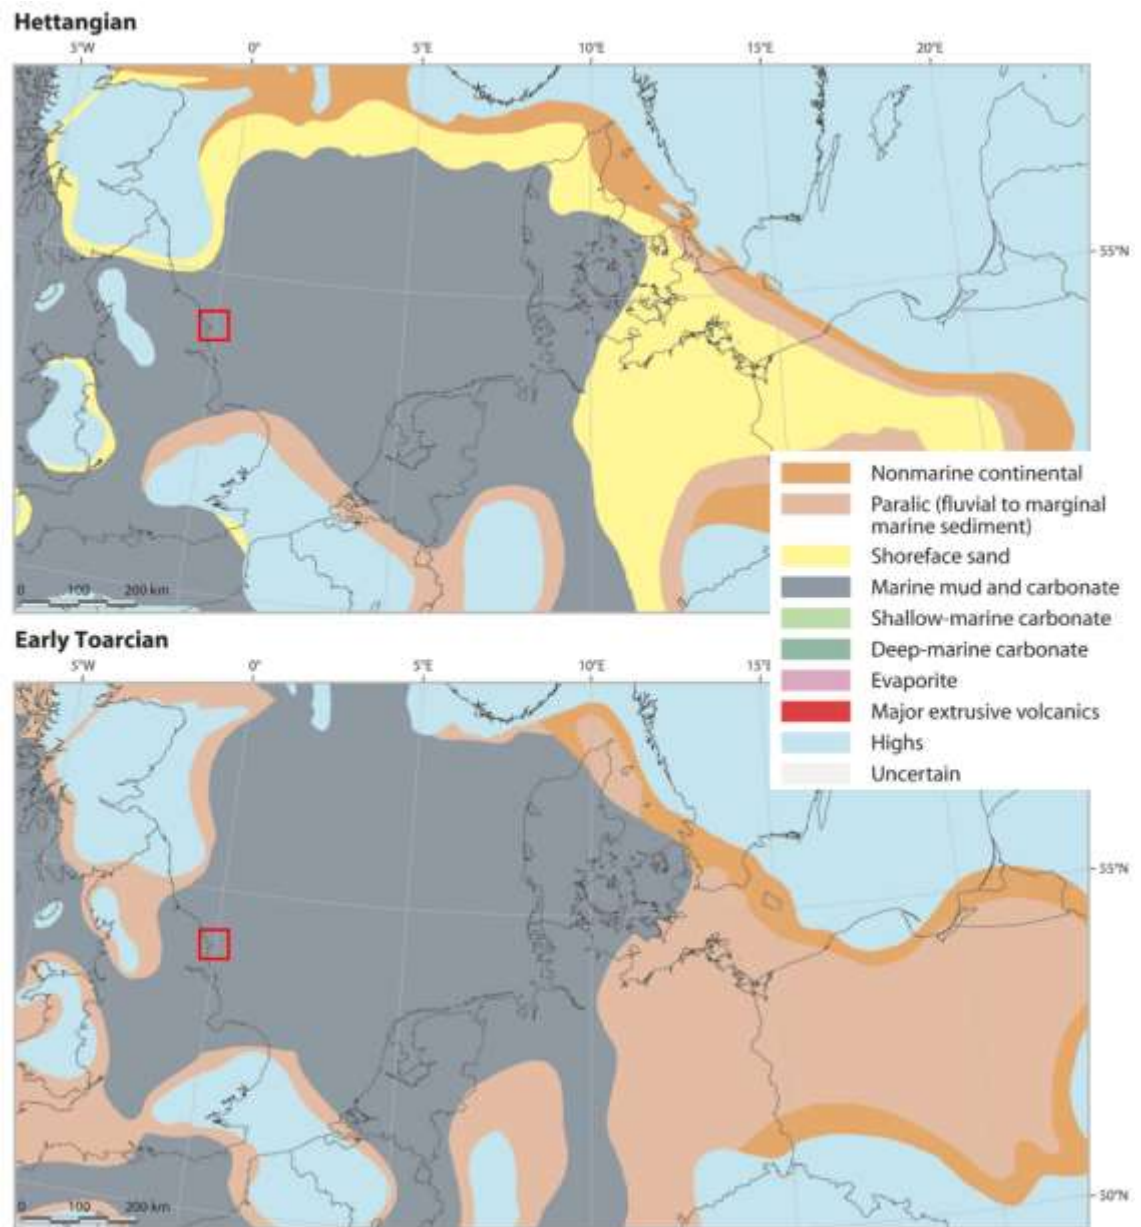 Hettangian
5°W 0° 5°E 10°E 15°E 20°E
55°N
Nonmarine continental
Paralic (fluvial to marginal
marine sediment)
Shoreface sand
Marine mud and carbonate
Shallow-marine carbonate
Deep-marine carbonate
Evaporite
Major extrusive volcanics
Highs
Uncertain
0 100 200 km
Early Toarcian
5°W 0° 5°E 10°E 15°
55°N
50°N
0 100 200 km